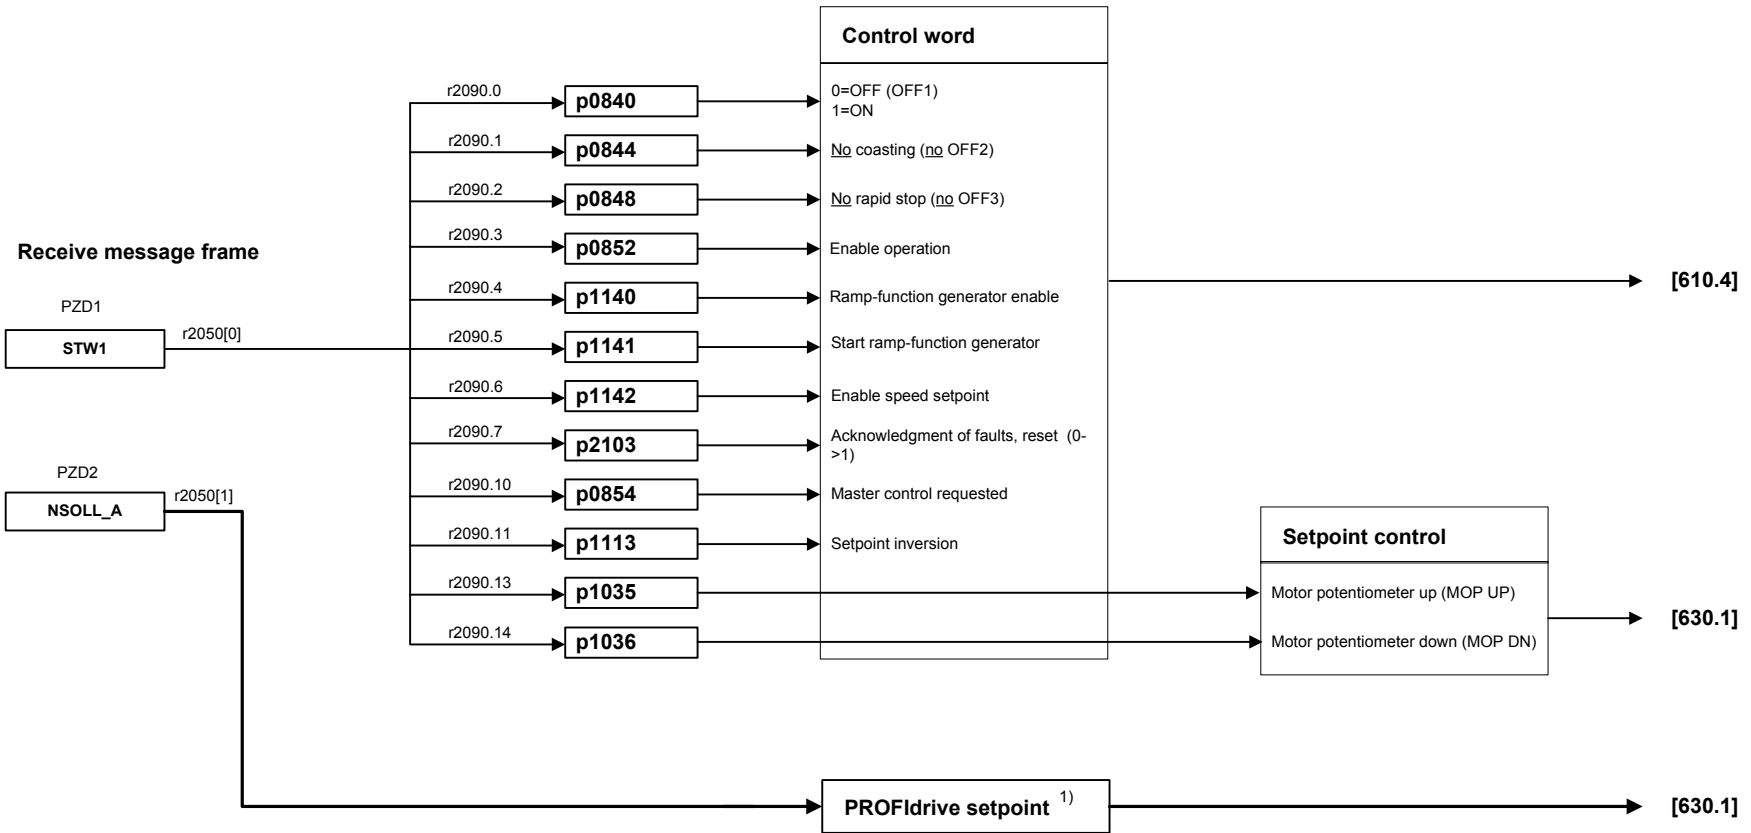 Control word
r2090.0
p0840
0=OFF (OFF1)
1=ON
r2090.1
p0844
No coasting (no OFF2)
r2090.2
p0848
No rapid stop (no OFF3)
r2090.3
p0852
Enable operation
Receive message frame
r2090.4
p1140
Ramp-function generator enable
[610.4]
PZD1
STW1
r2050[0]
r2090.5
p1141
Start ramp-function generator
r2090.6
p1142
Enable speed setpoint
r2090.7
p2103
Acknowledgment of faults, reset (0-
>1)
PZD2
NSOLL_A
r2050[1]
r2090.10
p0854
Master control requested
r2090.11
p1113
Setpoint inversion
Setpoint control
r2090.13
p1035
Motor potentiometer up (MOP UP)
r2090.14
p1036
Motor potentiometer down (MOP DN)
[630.1]
PROFIdrive setpoint 1)
[630.1]